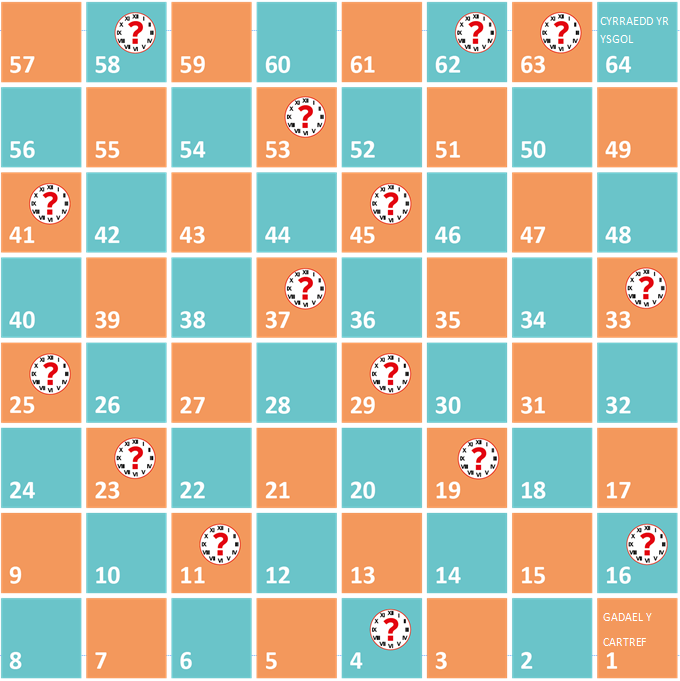 CYRRAEDD YR
YSGOL
?
?
?
57 58 59 60 61 62 63 64
?
56 55 54 53 52 51 50 49
?
?
41 42 43 44 45 46 47 48
?
?
40 39 38 37 36 35 34 33
?
?
25 26 27 28 29 30 31 32
?
?
24 23 22 21 20 19 18 17
?
?
9 10 11 12 13 14 15 16
GADAEL Y
CARTREF
?
8 7 6 5 4 3 2 1